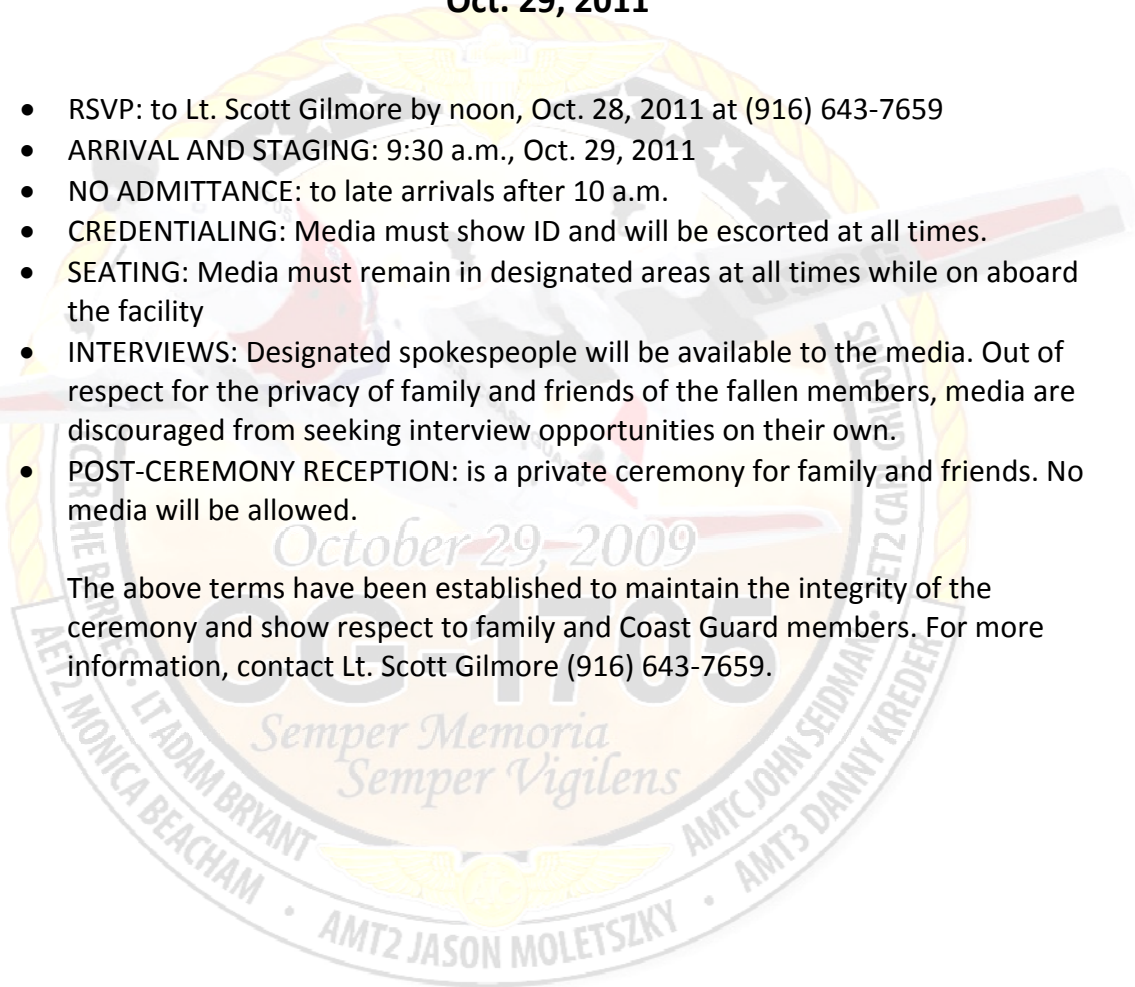 Oct. 29, 2011
• RSVP: to Lt. Scott Gilmore by noon, Oct. 28, 2011 at (916) 643-7659
• ARRIVAL AND STAGING: 9:30 a.m., Oct. 29, 2011
• NO ADMITTANCE: to late arrivals after 10 a.m.
• CREDENTIALING: Media must show ID and will be escorted at all times.
• SEATING: Media must remain in designated areas at all times while on aboard
the facility
• INTERVIEWS: Designated spokespeople will be available to the media. Out of
respect for the privacy of family and friends of the fallen members, media are
discouraged from seeking interview opportunities on their own.
• POST-CEREMONY RECEPTION: is a private ceremony for family and friends. No
media will be allowed.
October 29, 2009
The above terms have been established to maintain the integrity of the
ceremony and show respect to family and Coast Guard members. For more
information, contact Lt. Scott Gilmore (916) 643-7659.
CG-1705
Semper Memoria
Semper Vigilens
LT ADAM BRYANT
AET2 MONICA BEACHAM • AMT2 JASON MOLETSZKY • AMT3 DANNY KREDER
AMTC JOHN SEIDMAN •
USCG